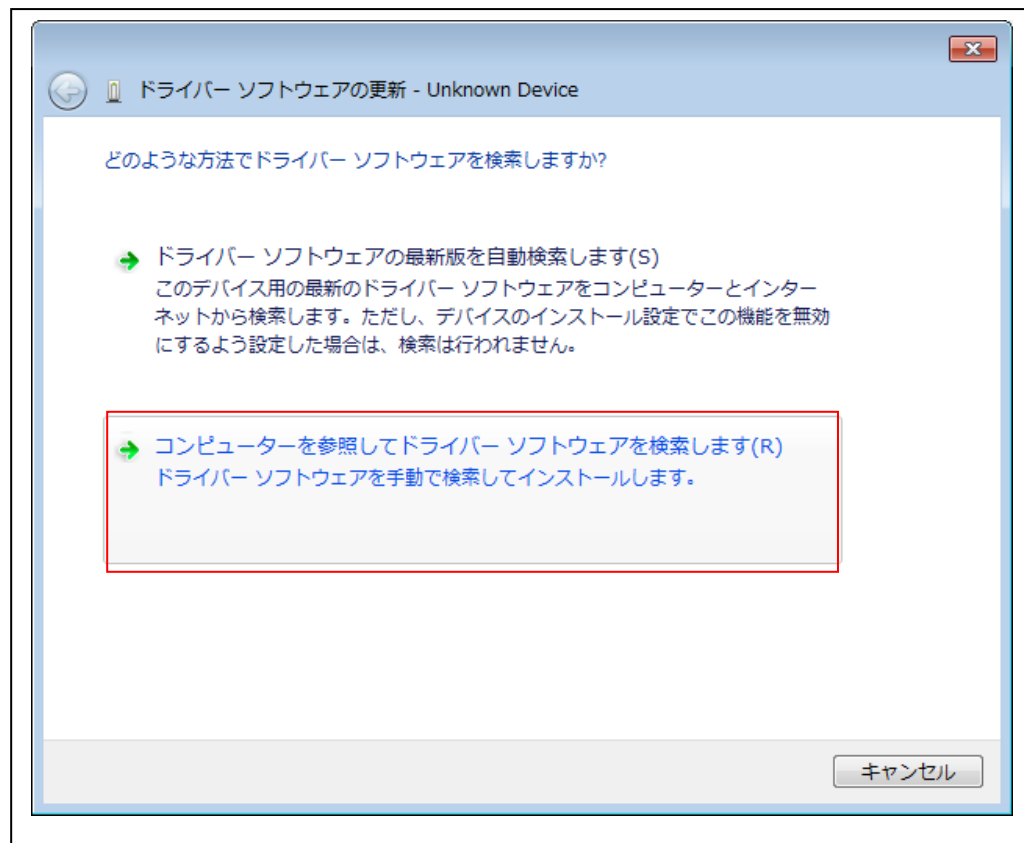 ドライバー ソフトウェアの更新 - Unknown Device
どのような方法でドライバー ソフトウェアを検索しますか?
ドライバー ソフトウェアの最新版を自動検索します(S)
このデバイス用の最新のドライバー ソフトウェアをコンピューターとインター
ネットから検索します。ただし、デバイスのインストール設定でこの機能を無効
にするよう設定した場合は、検索は行われません。
コンピューターを参照してドライバー ソフトウェアを検索します(R)
ドライバー ソフトウェアを手動で検索してインストールします。
キャンセル